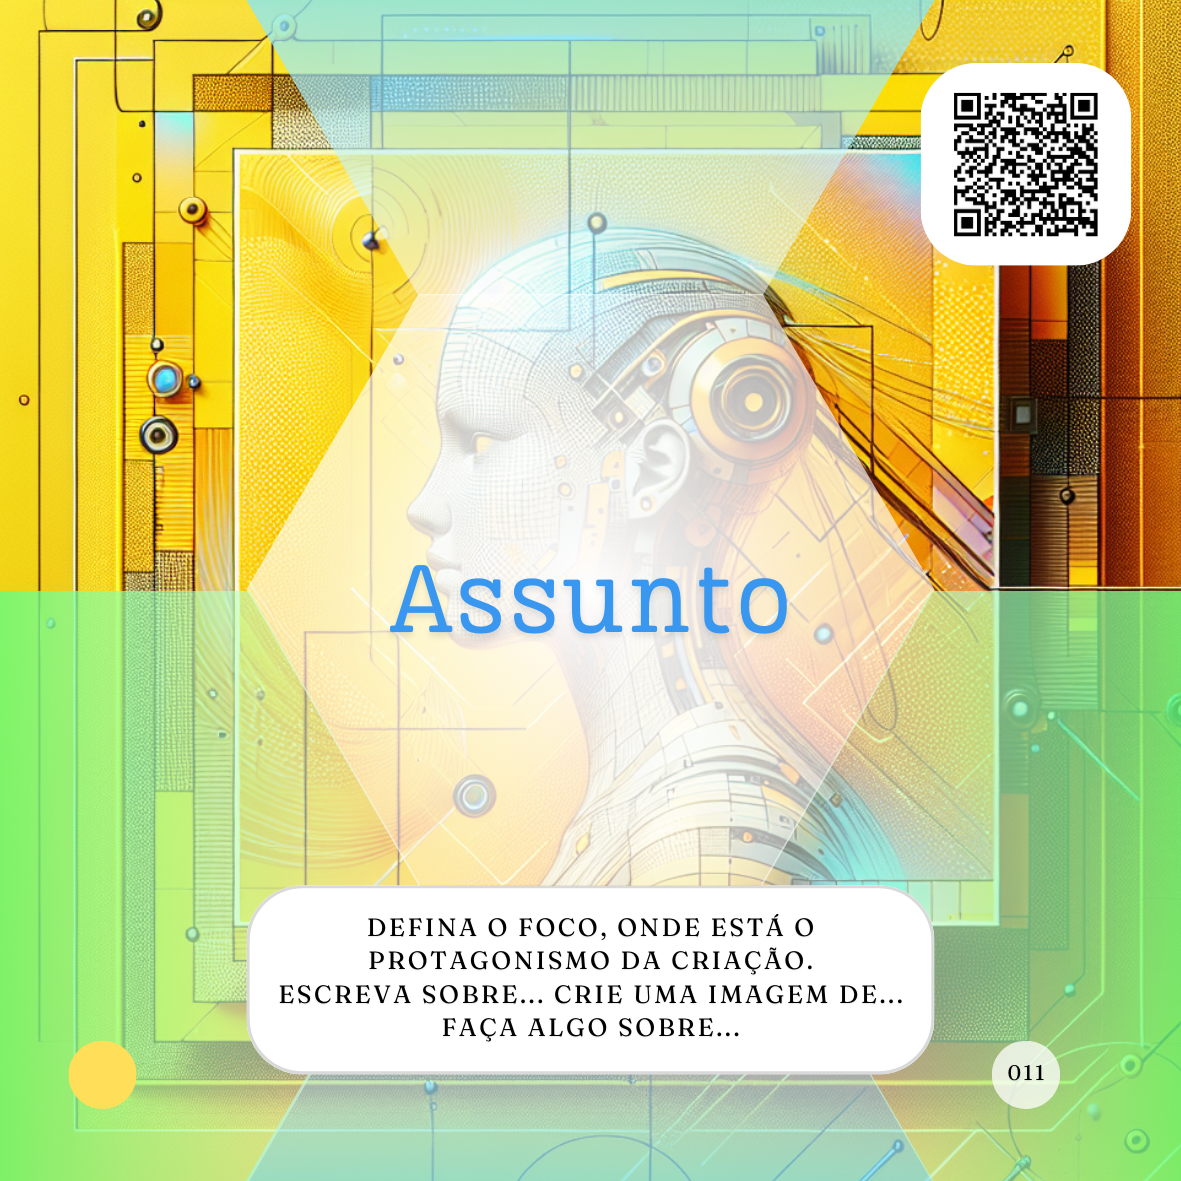 Assunto
DEFINA O FOCO, ONDE ESTÁ O
PROTAGONISMO DA CRIAÇÃO.
ESCREVA SOBRE... CRIE UMA IMAGEM DE...
FAÇA ALGO SOBRE...
011